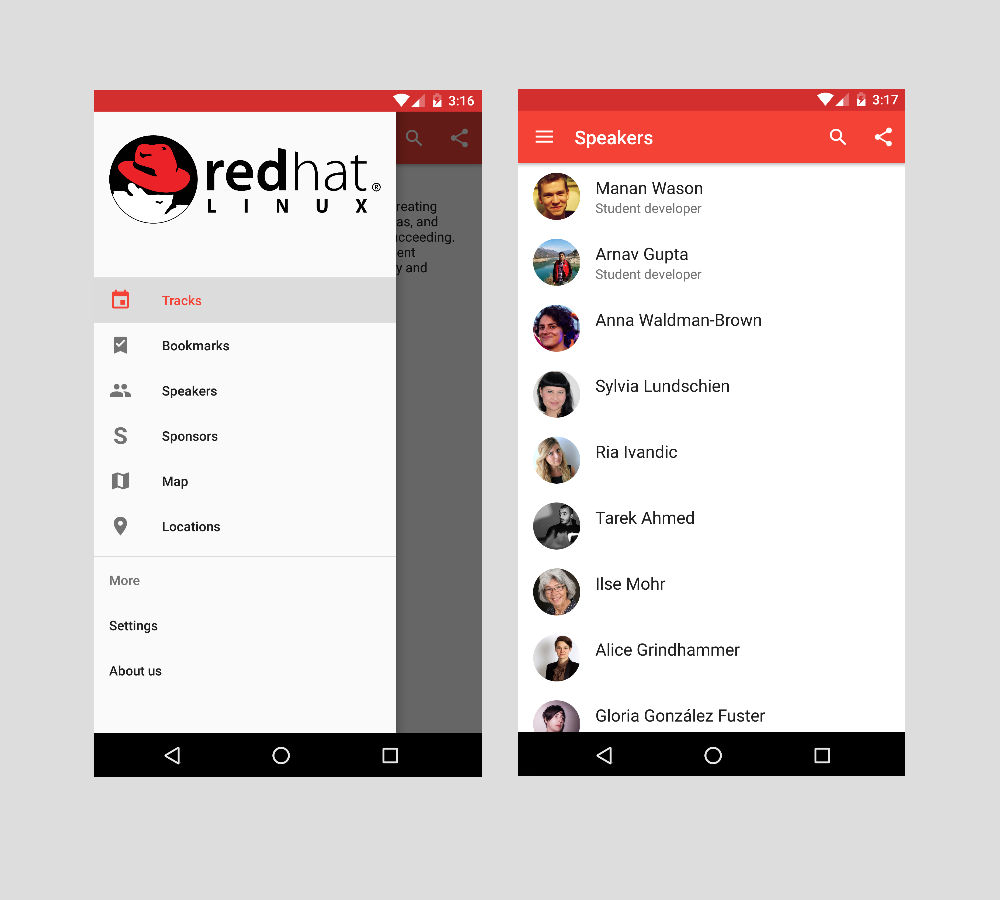 3:16
redhat®
LINUX
reating
as, and
cceeding.
ent
y and
Tracks
Bookmarks
Speakers
S
Sponsors
Map
Locations
More
Settings
About us
3:17
Speakers
Manan Wason
Student developer
Arnav Gupta
Student developer
Anna Waldman-Brown
Sylvia Lundschien
Ria Ivandic
Tarek Ahmed
Ilse Mohr
Alice Grindhammer
Gloria González Fuster